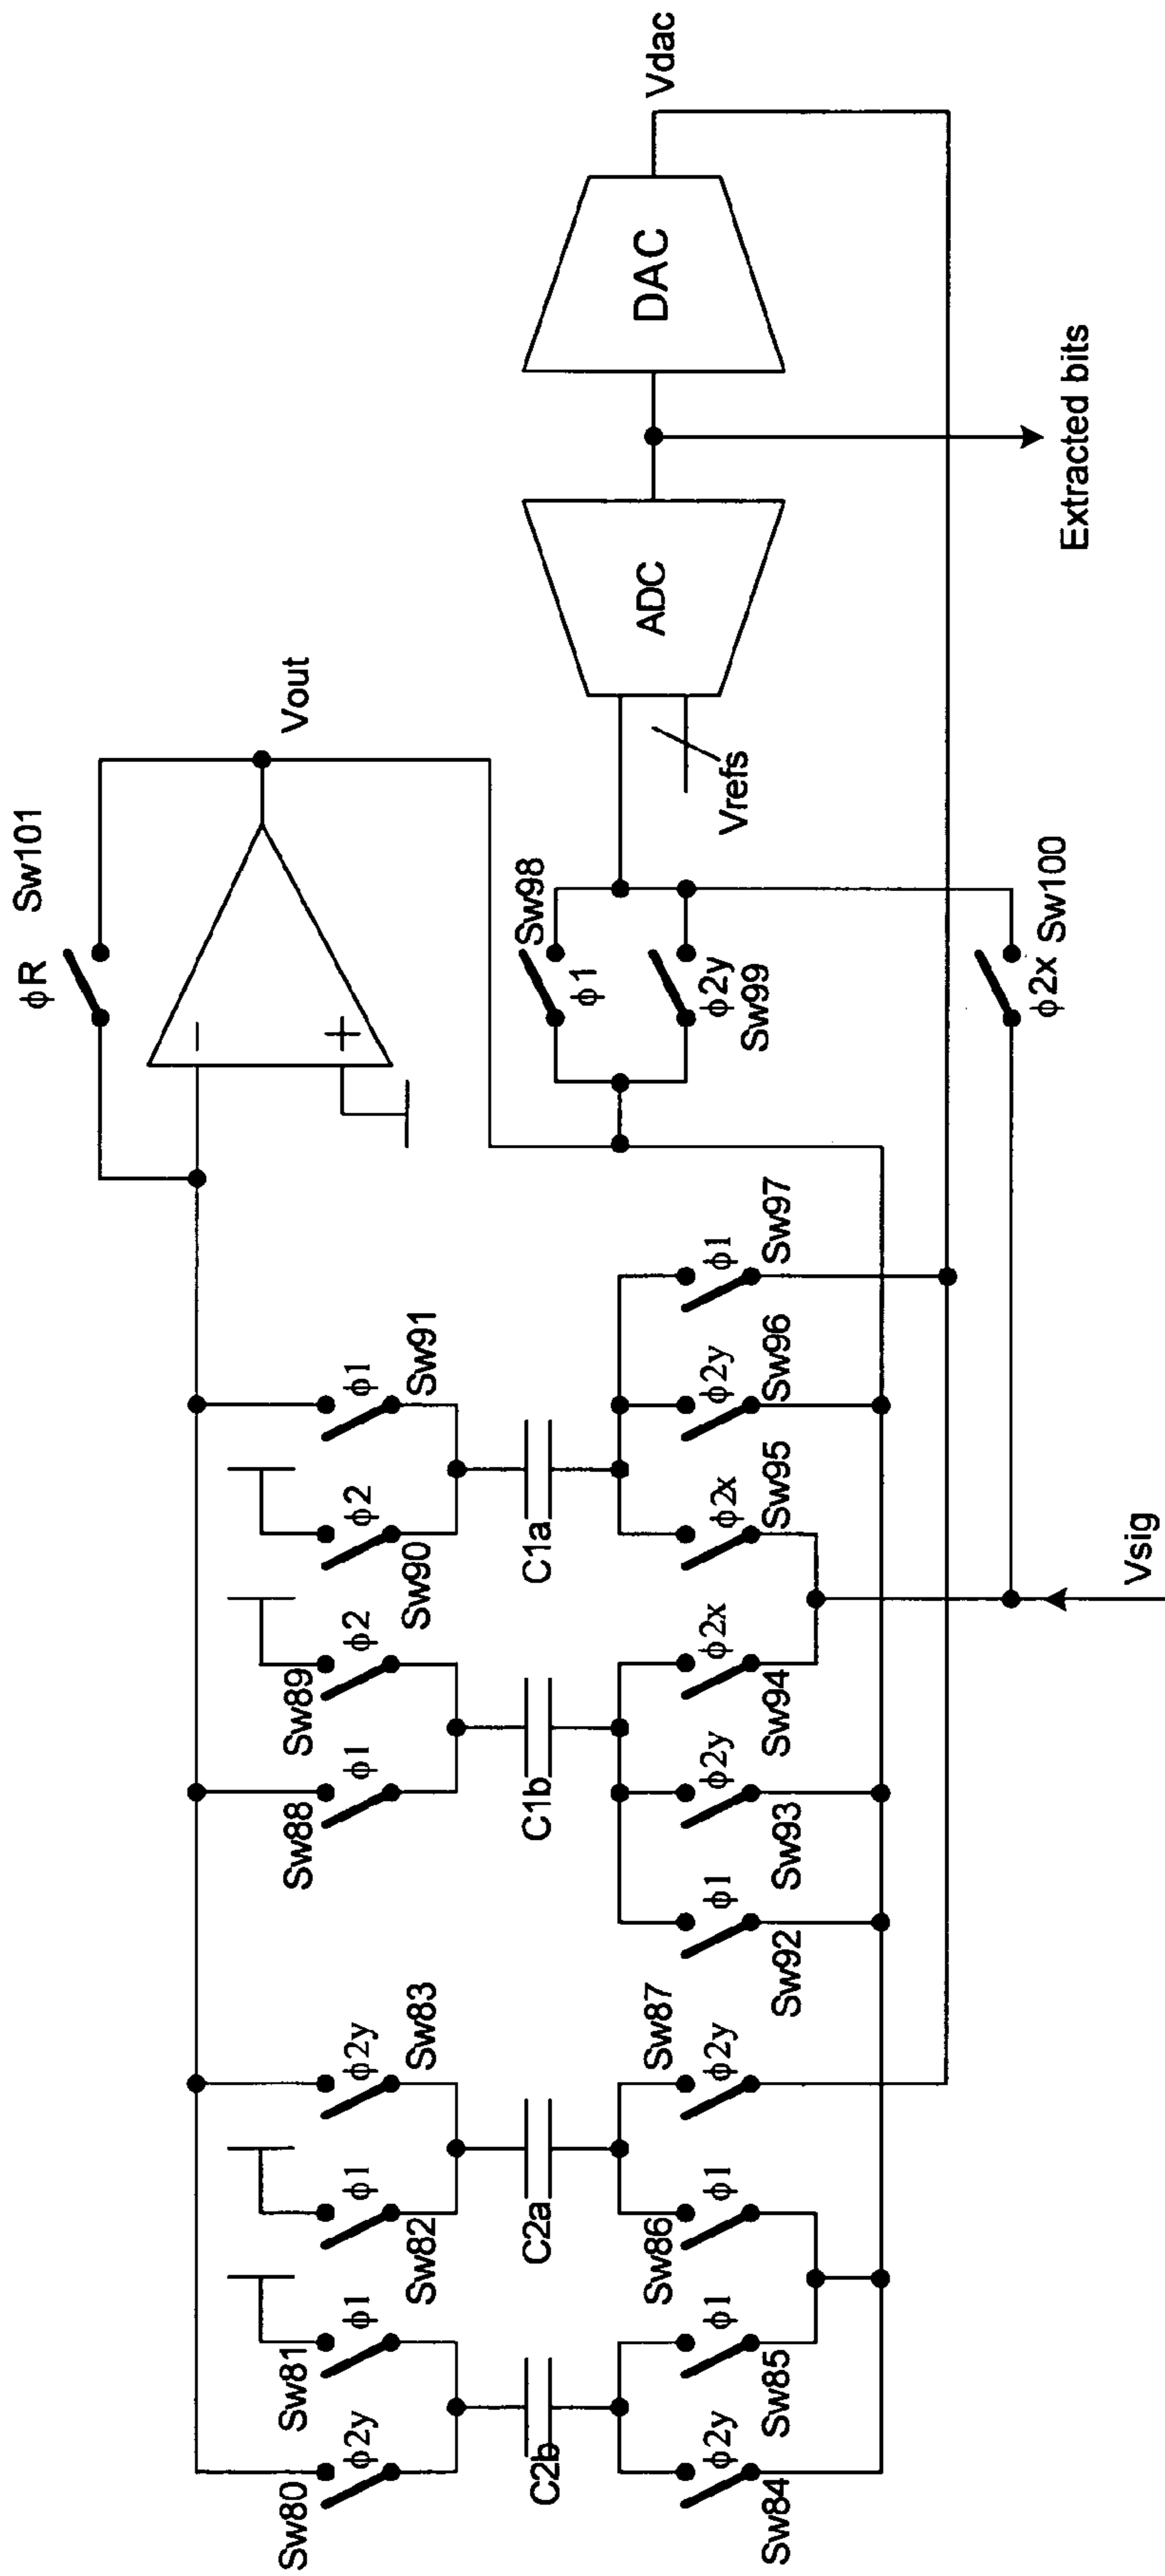 φR Sw101
Vout
Vdac
Sw80 φ2y
Sw81 φ1
φ1 Sw82
φ2y Sw83
Sw88 φ1
Sw89 φ2
φ2 Sw90
φ1 Sw91
−
+
C2b
C2a
C1b
C1a
Sw98
φ1
φ2y
Sw99
ADC
DAC
Vrefs
φ2y Sw84
φ1 Sw85
Sw86 φ1
φ2y Sw87
φ1 Sw92
φ2y Sw93
φ2x Sw94
φ2x Sw95
φ2y Sw96
φ1 Sw97
φ2x Sw100
Vsig
Extracted bits